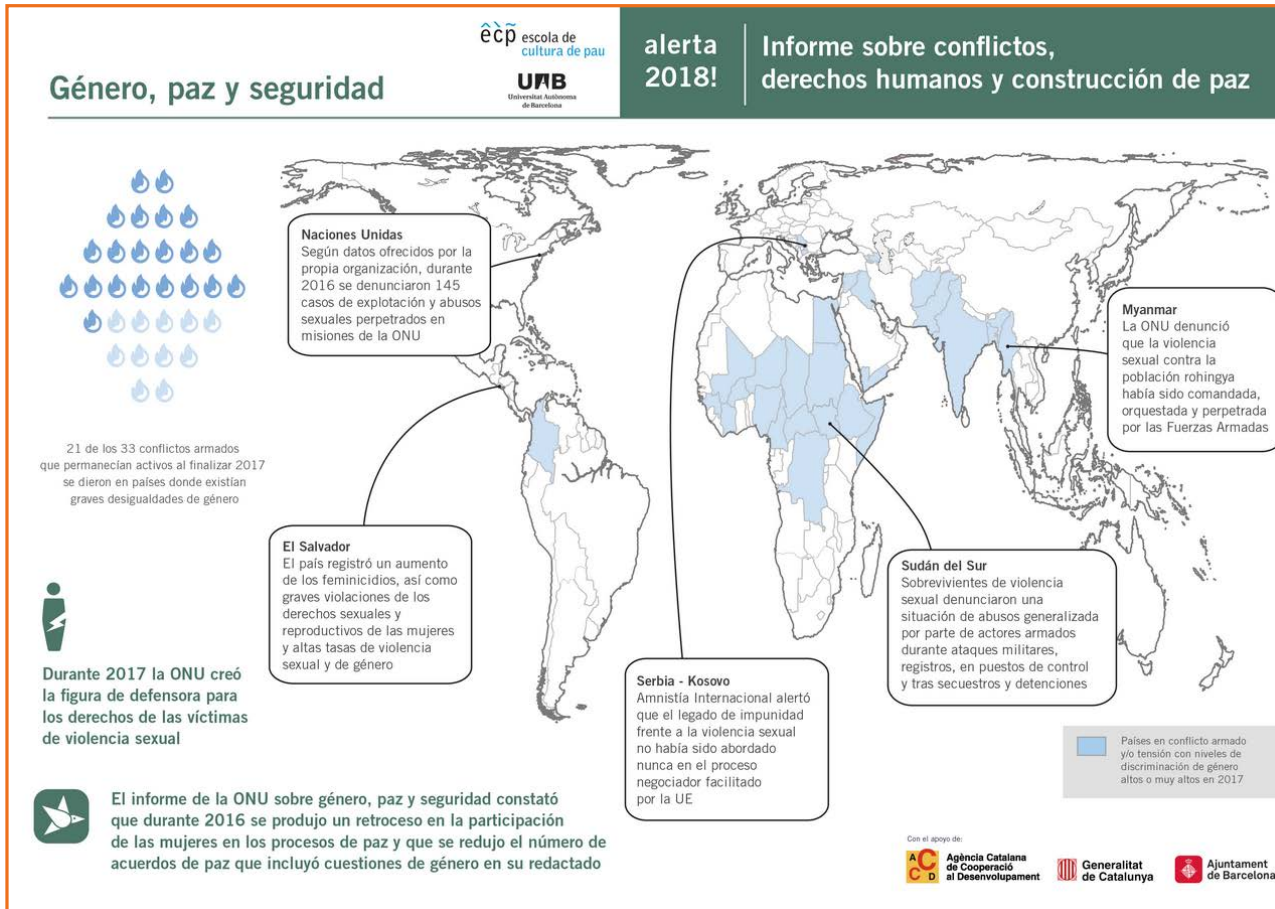 Género, paz y seguridad
ècp escola de
cultura de pau
UAB
Universitat Autònoma
de Barcelona
alerta
2018!
Informe sobre conflictos,
derechos humanos y construcción de paz
Naciones Unidas
Según datos ofrecidos por la
propia organización, durante
2016 se denunciaron 145
casos de explotación y abusos
sexuales perpetrados en
misiones de la ONU
Myanmar
La ONU denunció
que la violencia
sexual contra la
población rohingya
había sido comandada,
orquestada y perpetrada
por las Fuerzas Armadas
21 de los 33 conflictos armados
que permanecían activos al finalizar 2017
se dieron en países donde existían
graves desigualdades de género
El Salvador
El país registró un aumento
de los feminicidios, así como
graves violaciones de los
derechos sexuales y
reproductivos de las mujeres
y altas tasas de violencia
sexual y de género
Sudán del Sur
Sobrevivientes de violencia
sexual denunciaron una
situación de abusos generalizada
por parte de actores armados
durante ataques militares,
registros, en puestos de control
y tras secuestros y detenciones
Serbia - Kosovo
Amnistía Internacional alertó
que el legado de impunidad
frente a la violencia sexual
no había sido abordado
nunca en el proceso
negociador facilitado
por la UE
Durante 2017 la ONU creó
la figura de defensora para
los derechos de las víctimas
de violencia sexual
Países en conflicto armado
y/o tensión con niveles de
discriminación de género
altos o muy altos en 2017
El informe de la ONU sobre género, paz y seguridad constató
que durante 2016 se produjo un retroceso en la participación
de las mujeres en los procesos de paz y que se redujo el número de
acuerdos de paz que incluyó cuestiones de género en su redactado
Con el apoyo de:
ACCD
Agència Catalana
de Cooperació
al Desenvolupament
Generalitat
de Catalunya
Ajuntament
de Barcelona